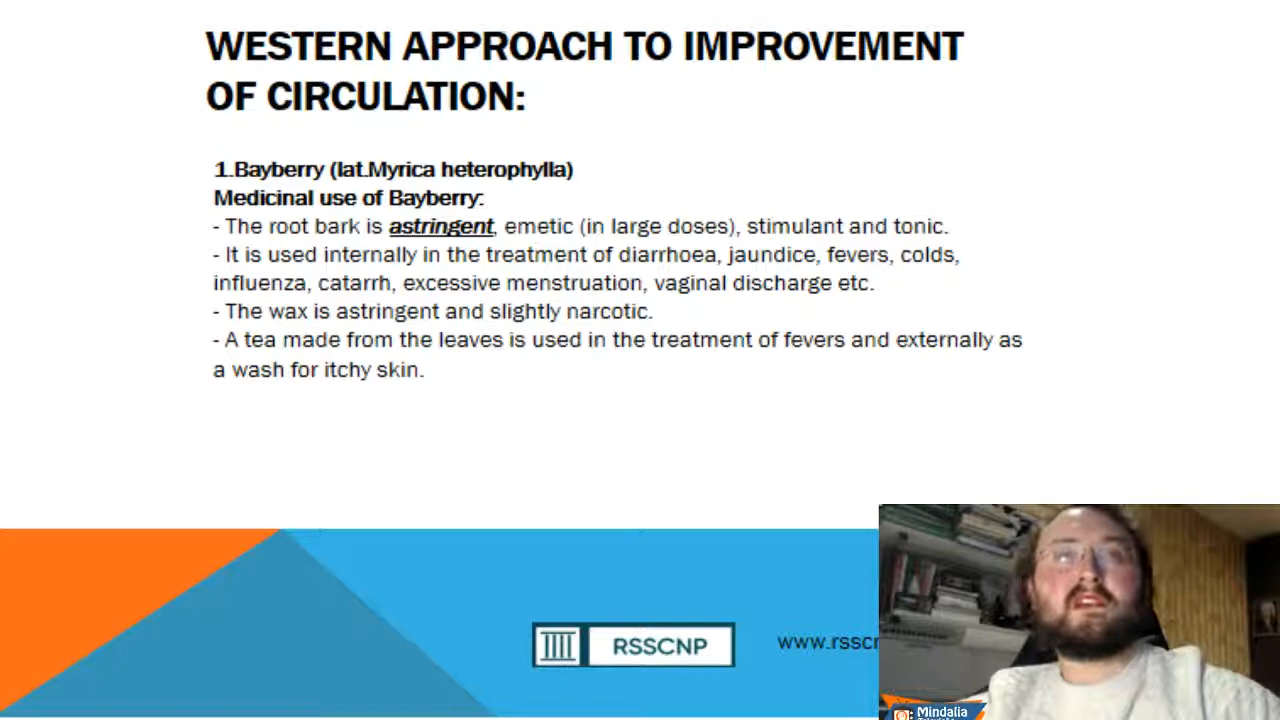 WESTERN APPROACH TO IMPROVEMENT
OF CIRCULATION:
1.Bayberry (lat.Myrica heterophylla)
Medicinal use of Bayberry:
- The root bark is astringent, emetic (in large doses), stimulant and tonic.
- It is used internally in the treatment of diarrhoea, jaundice, fevers, colds,
influenza, catarrh, excessive menstruation, vaginal discharge etc.
- The wax is astringent and slightly narcotic.
- A tea made from the leaves is used in the treatment of fevers and externally as
a wash for itchy skin.
RSSCNP
www.rsscn
Mindalia